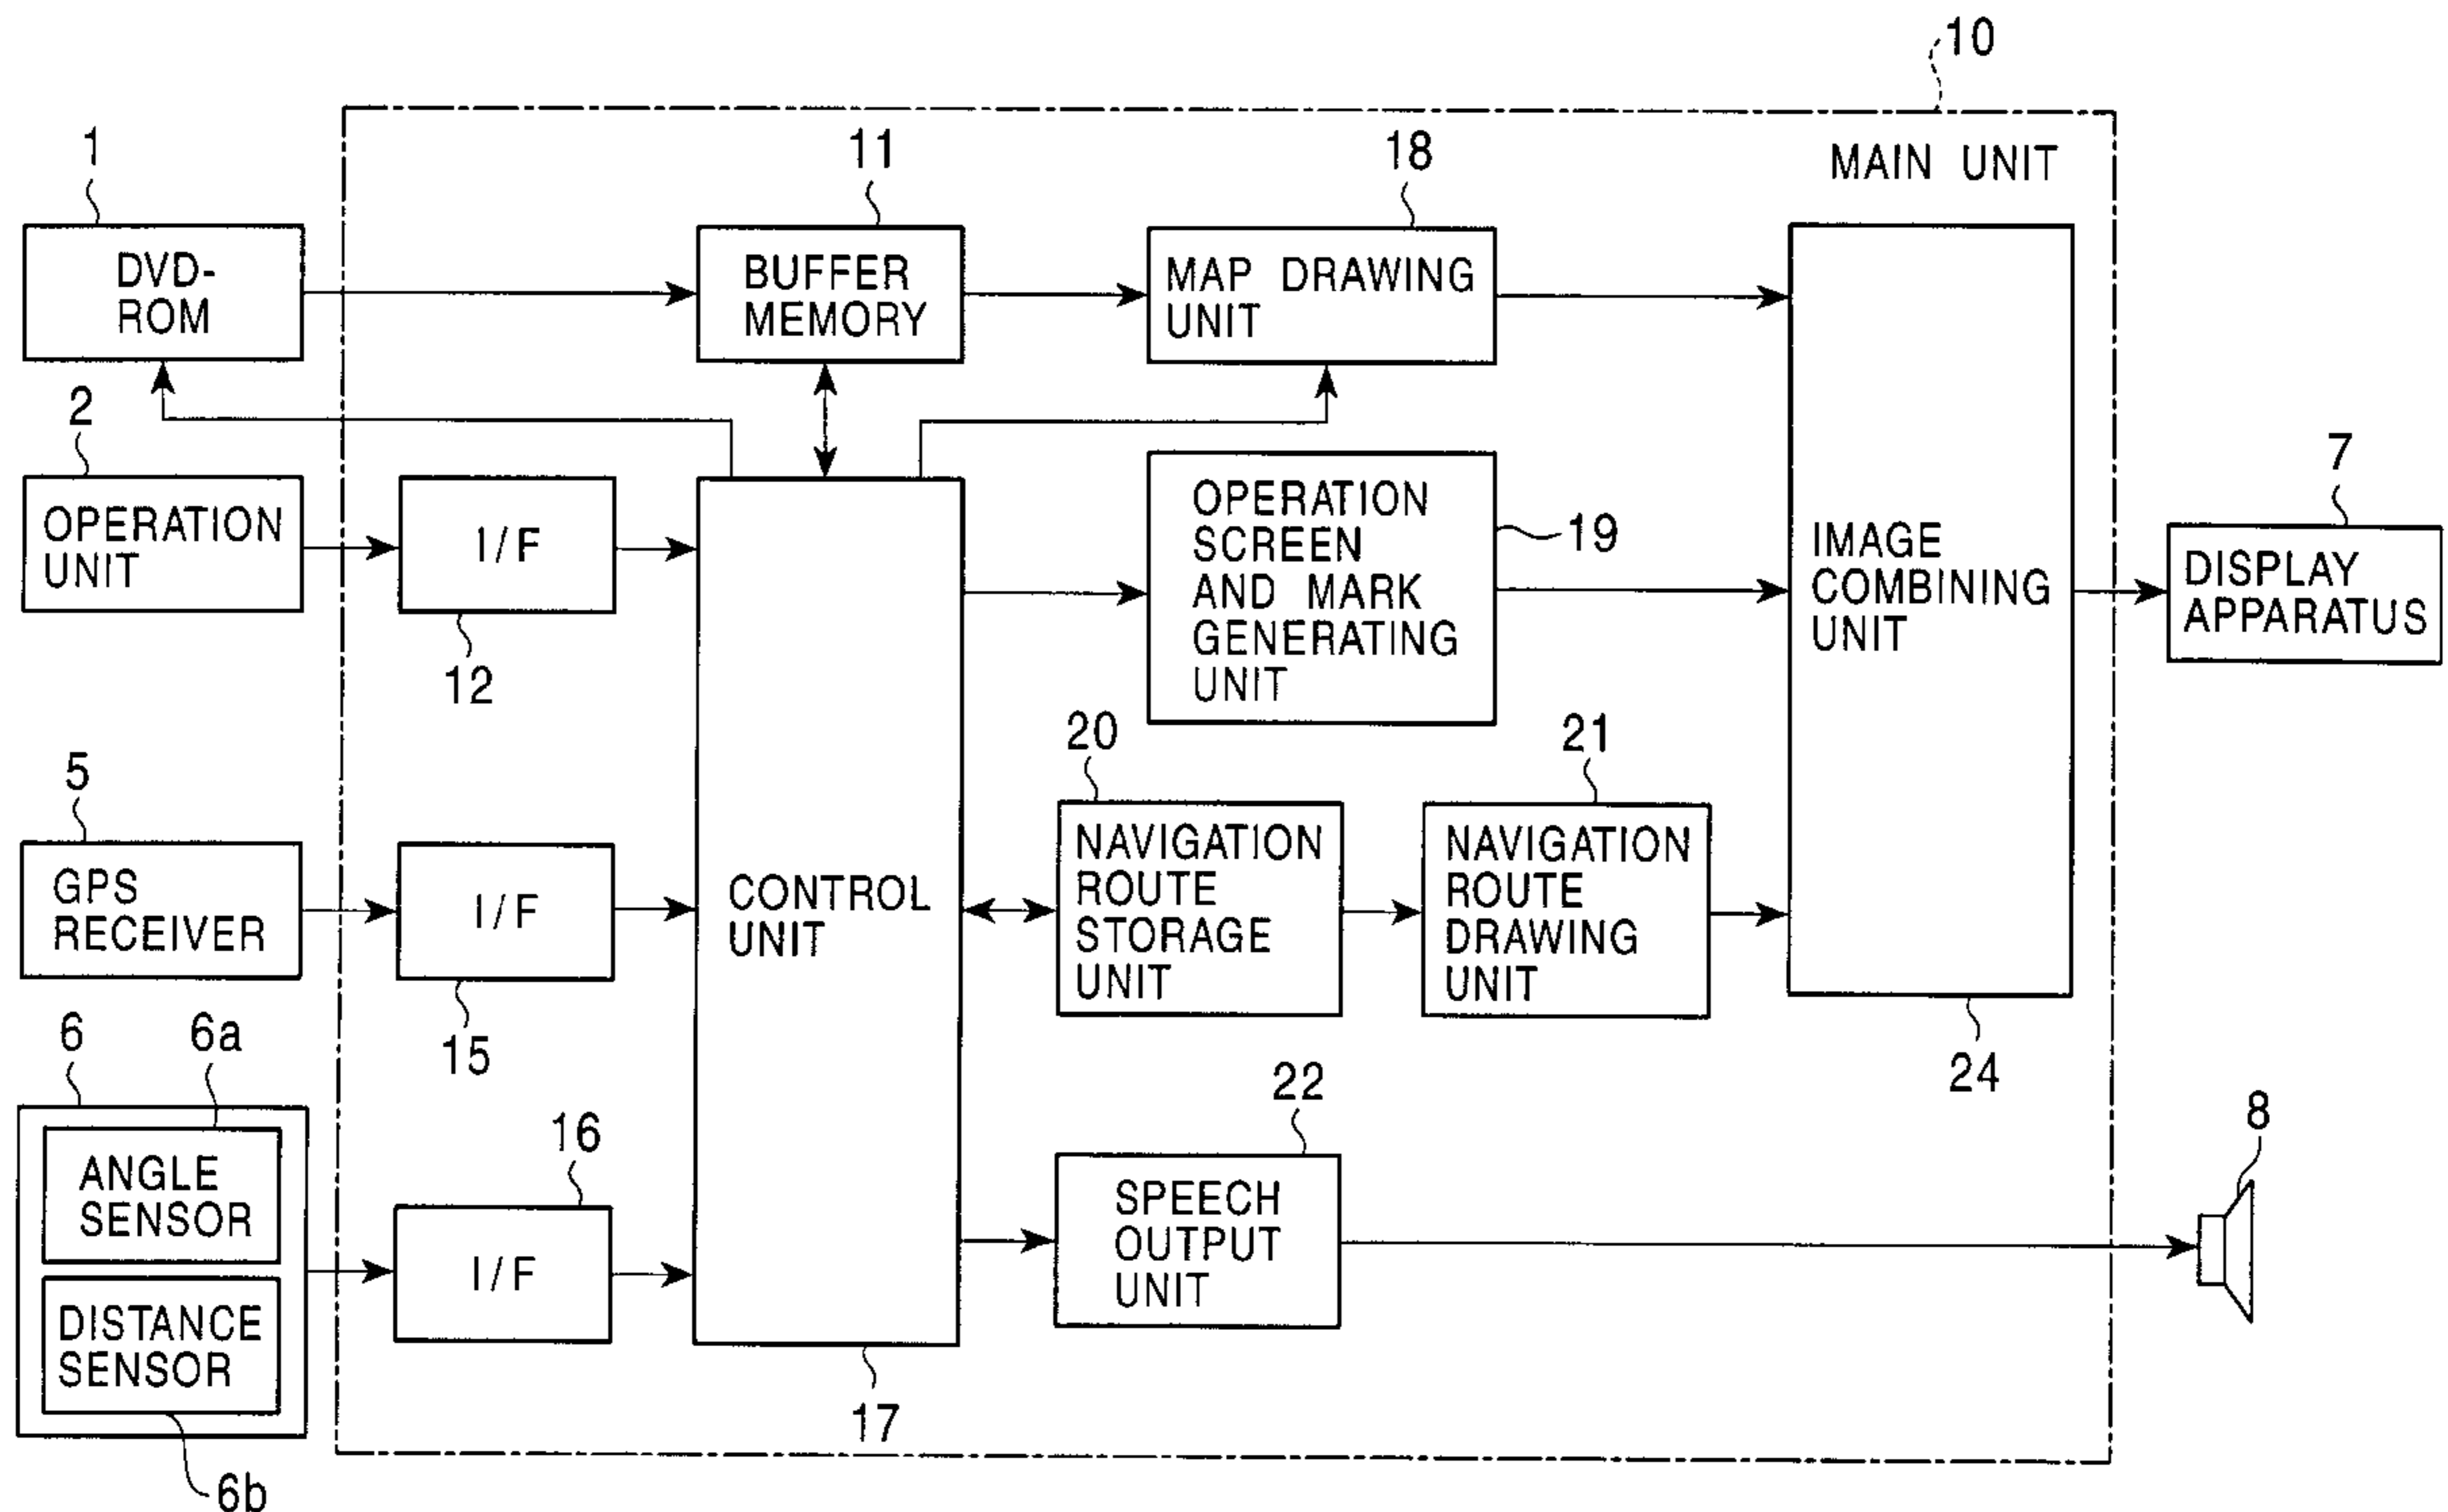 10
MAIN UNIT
1
DVD-
ROM
11
BUFFER
MEMORY
18
MAP DRAWING
UNIT
2
OPERATION
UNIT
I/F
12
OPERATION
SCREEN
AND MARK
GENERATING
UNIT
19
IMAGE
COMBINING
UNIT
24
7
DISPLAY
APPARATUS
5
GPS
RECEIVER
I/F
15
CONTROL
UNIT
17
20
NAVIGATION
ROUTE
STORAGE
UNIT
21
NAVIGATION
ROUTE
DRAWING
UNIT
6
6a
ANGLE
SENSOR
DISTANCE
SENSOR
6b
16
I/F
22
SPEECH
OUTPUT
UNIT
8